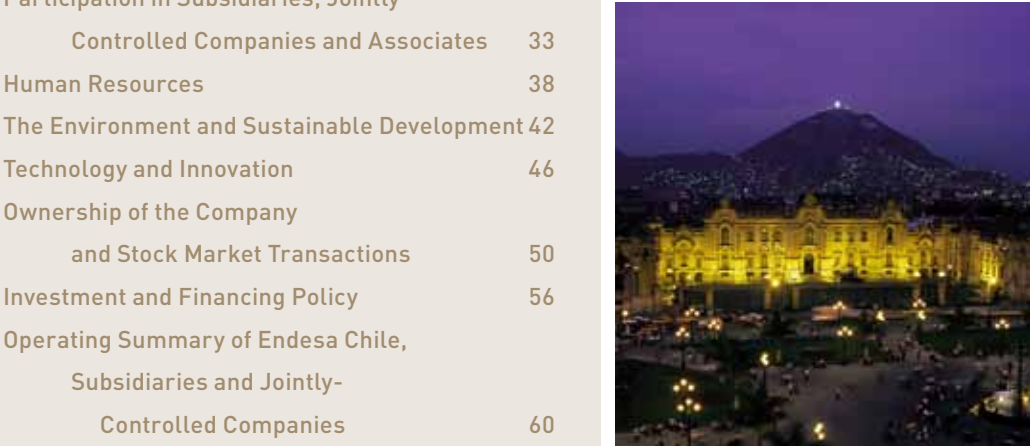 Participation in Subsidiaries, Jointly
Controlled Companies and Associates 33
Human Resources 38
The Environment and Sustainable Development 42
Technology and Innovation 46
Ownership of the Company
and Stock Market Transactions 50
Investment and Financing Policy 56
Operating Summary of Endesa Chile,
Subsidiaries and Jointly-
Controlled Companies 60